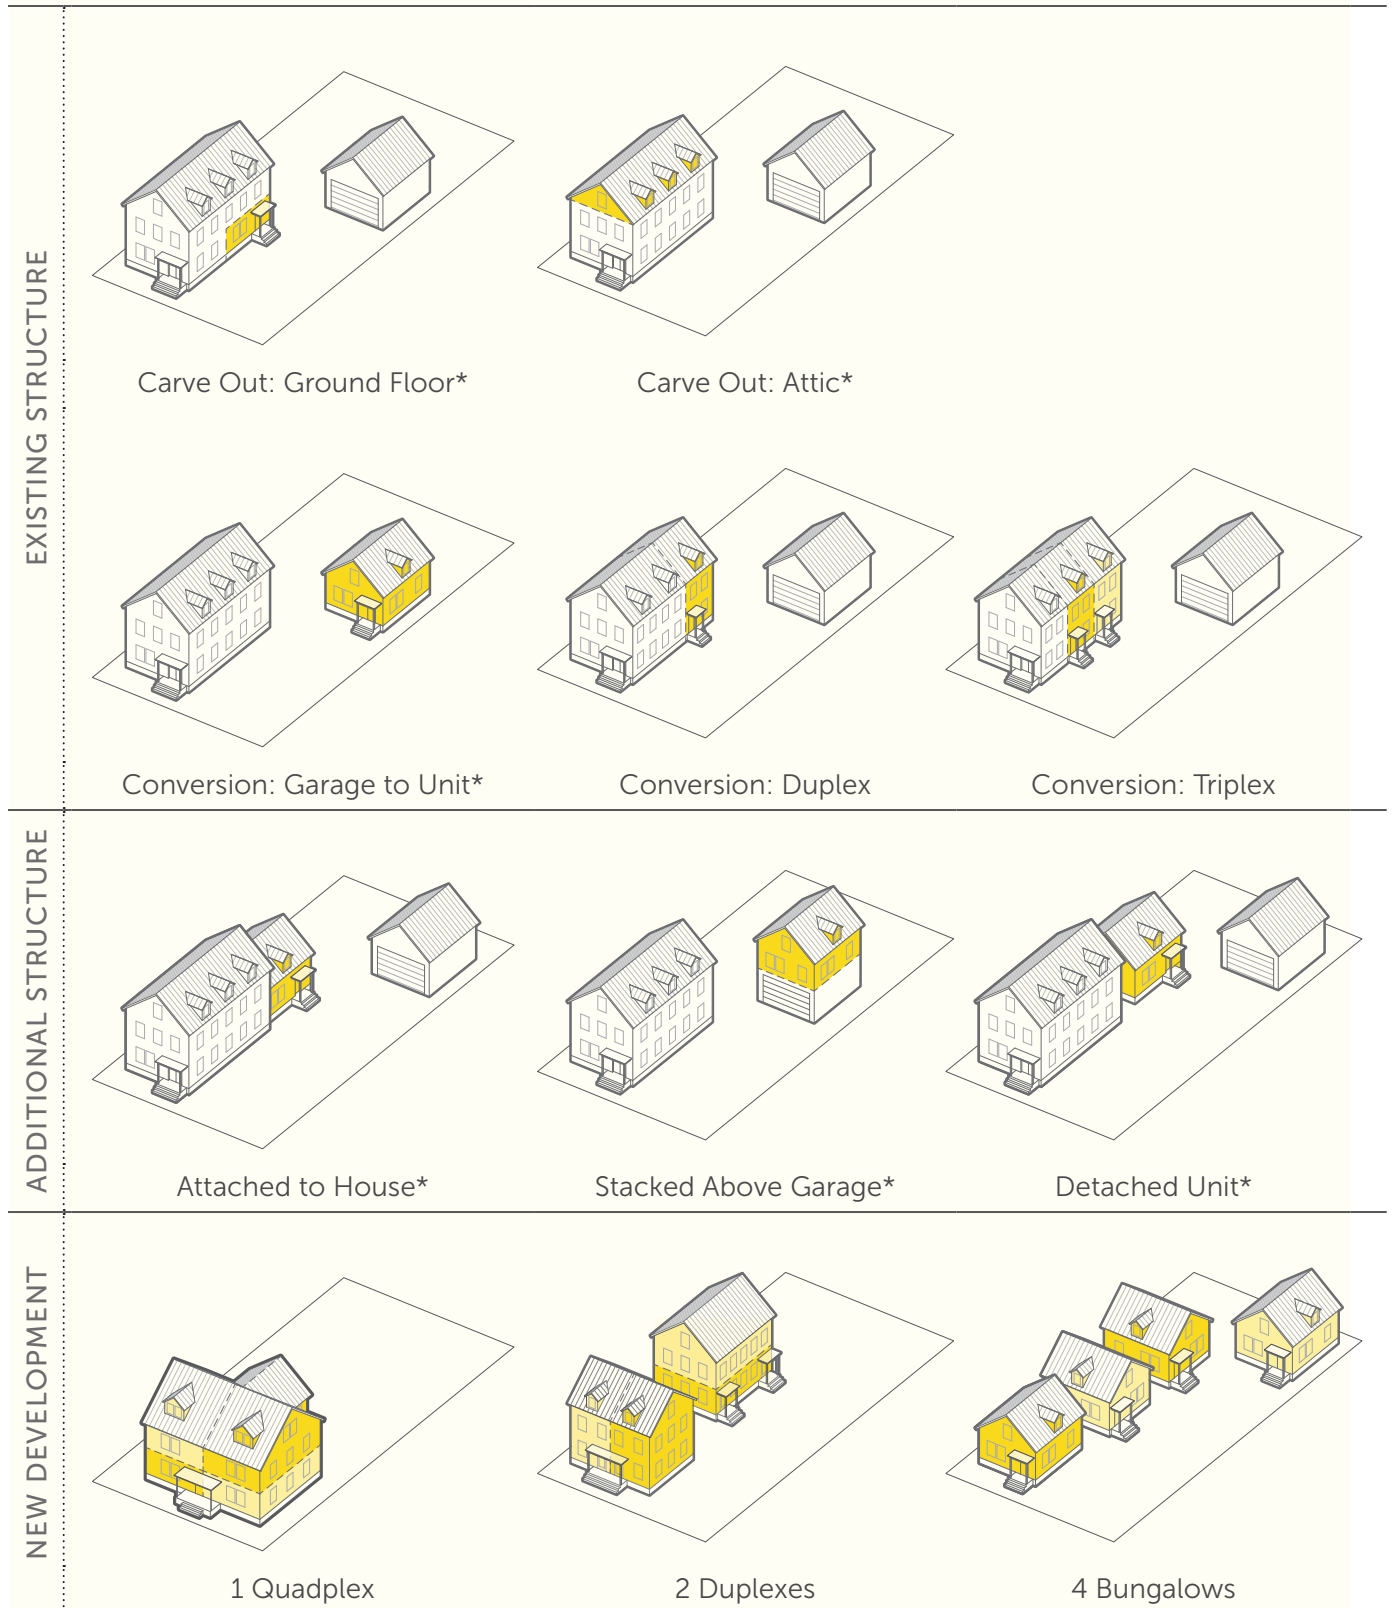 EXISTING STRUCTURE
Carve Out: Ground Floor*
Carve Out: Attic*
Conversion: Garage to Unit*
Conversion: Duplex
Conversion: Triplex
ADDITIONAL STRUCTURE
Attached to House*
Stacked Above Garage*
Detached Unit*
NEW DEVELOPMENT
1 Quadplex
2 Duplexes
4 Bungalows